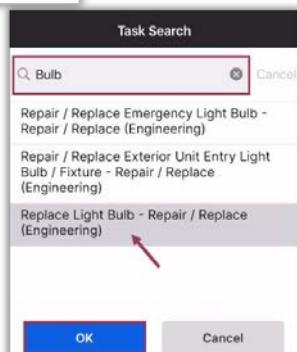 Task Search
Bulb
Cancel
Repair / Replace Emergency Light Bulb -
Repair / Replace (Engineering)
Repair / Replace Exterior Unit Entry Light
Bulb / Fixture - Repair / Replace
(Engineering)
Replace Light Bulb - Repair / Replace
(Engineering)
OK
Cancel